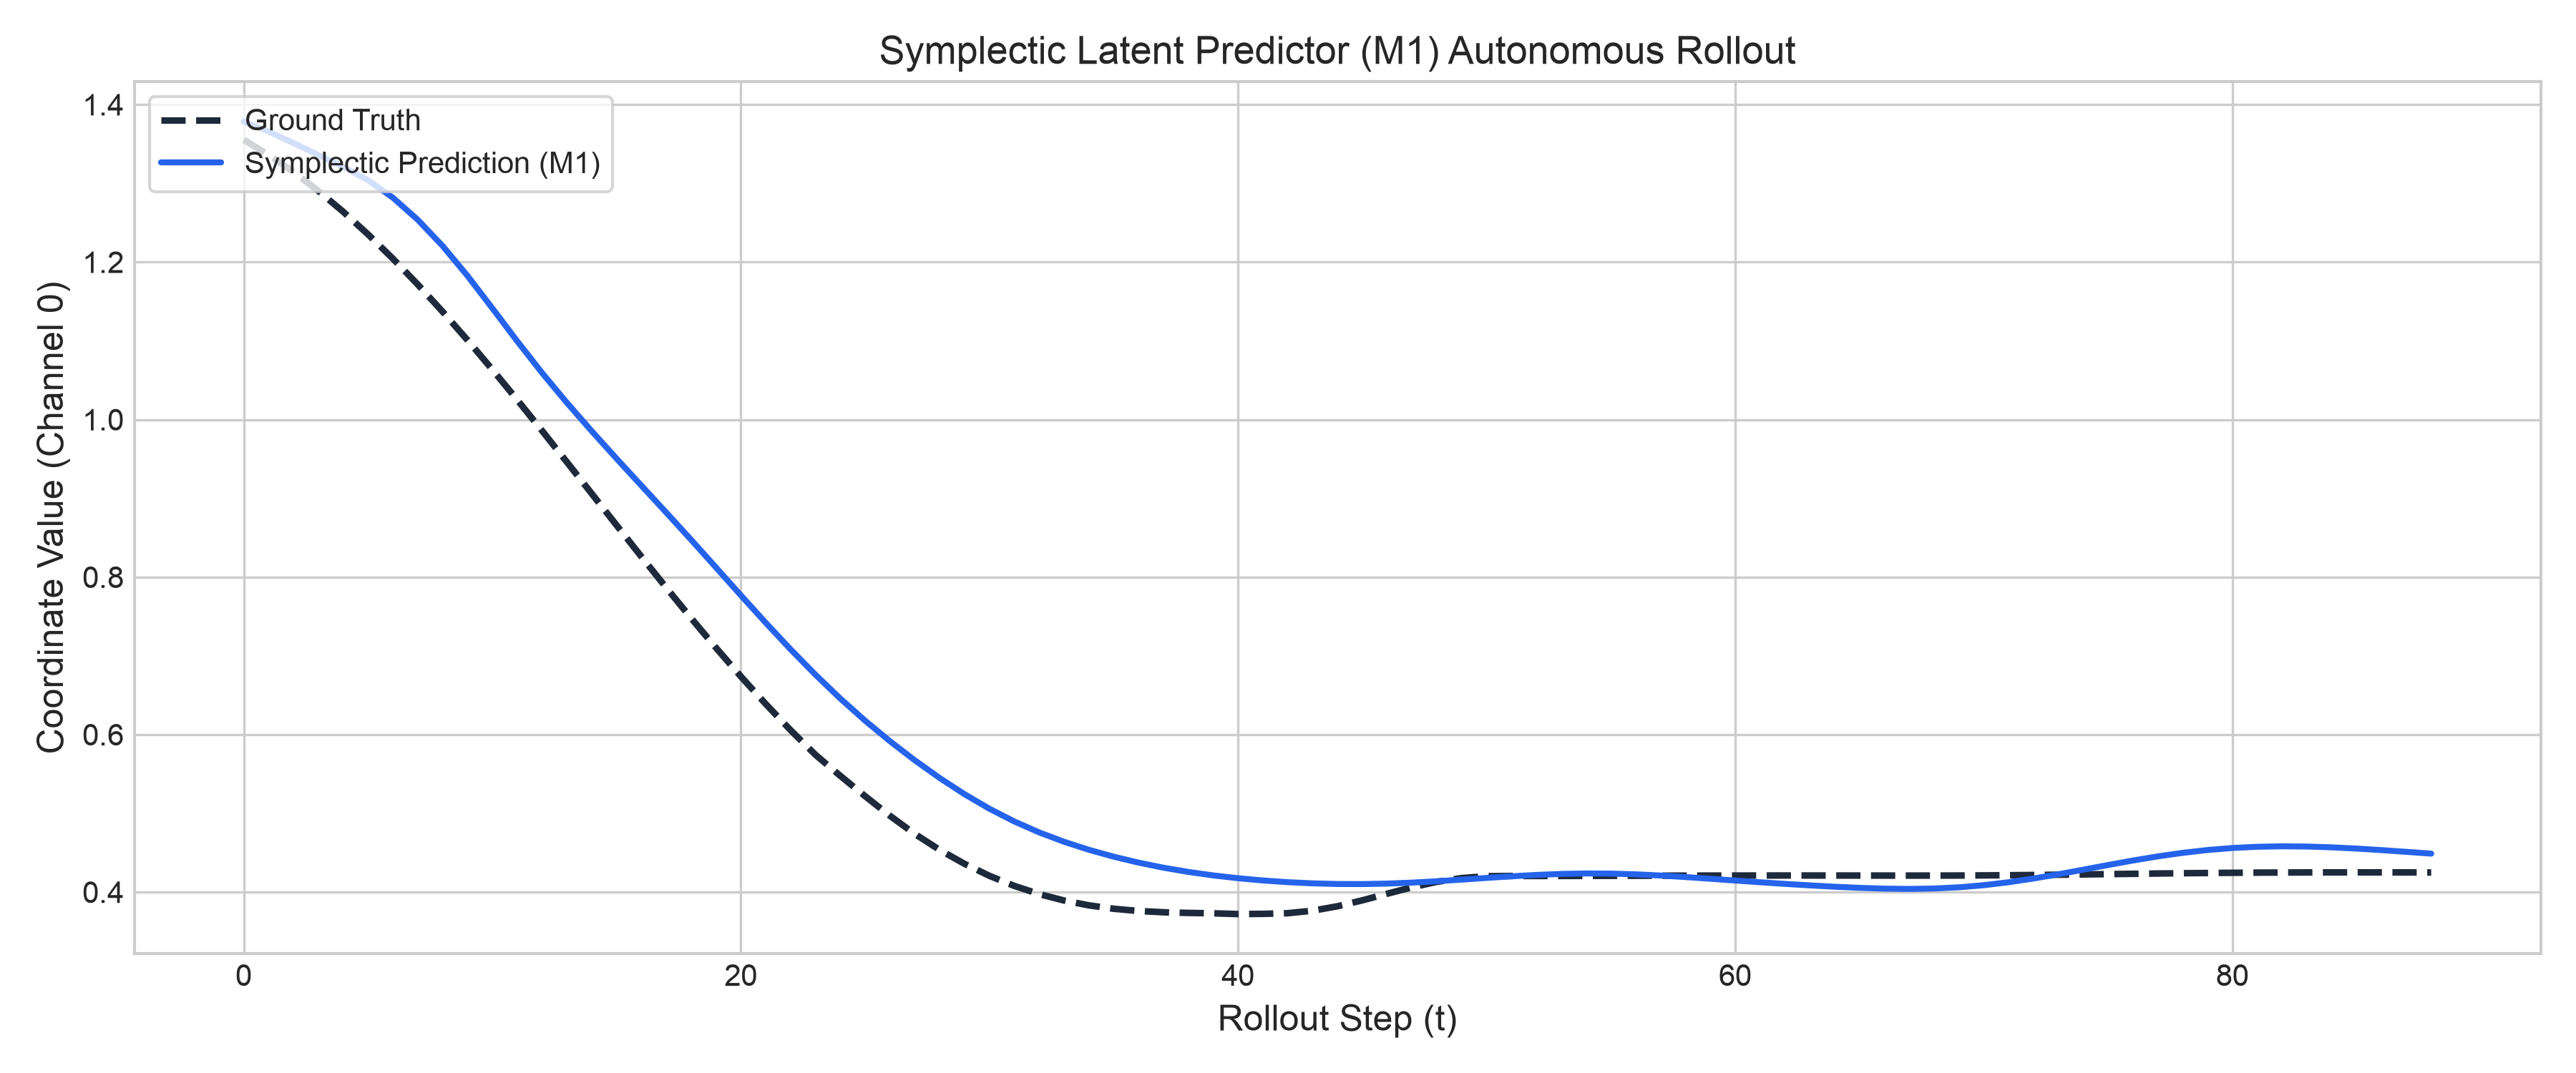 Symplectic Latent Predictor (M1) Autonomous Rollout
Ground Truth
Symplectic Prediction (M1)
Coordinate Value (Channel 0)
1.4
1.2
1.0
0.8
0.6
0.4
0
20
40
60
80
Rollout Step (t)